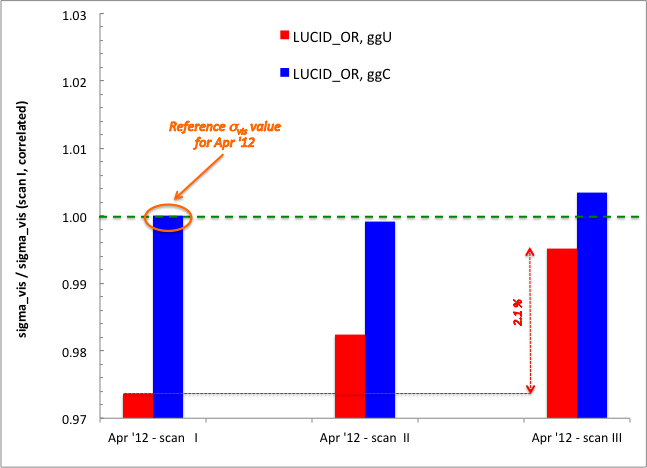 1.03
1.02
1.01
1.00
0.99
0.98
0.97
sigma_vis / sigma_vis (scan I, correlated)
LUCID_OR, ggU
LUCID_OR, ggC
Reference σvis value
for Apr '12
2.1 %
Apr '12 - scan I
Apr '12 - scan II
Apr '12 - scan III